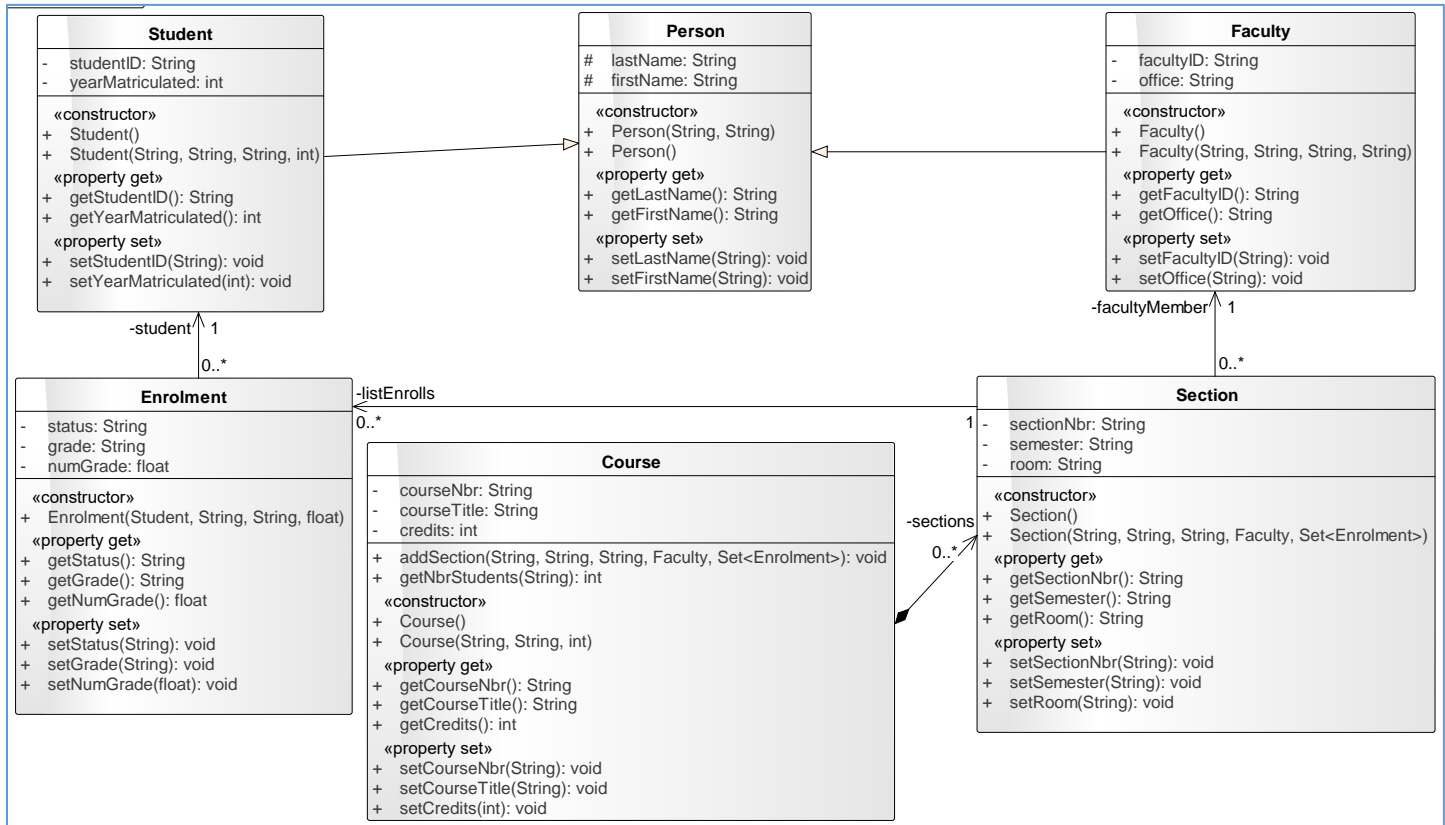 Student
- studentID: String
- yearMatriculated: int
«constructor»
+ Student()
+ Student(String, String, String, int)
«property get»
+ getStudentID(): String
+ getYearMatriculated(): int
«property set»
+ setStudentID(String): void
+ setYearMatriculated(int): void
Person
# lastName: String
# firstName: String
«constructor»
+ Person(String, String)
+ Person()
«property get»
+ getLastName(): String
+ getFirstName(): String
«property set»
+ setLastName(String): void
+ setFirstName(String): void
Faculty
- facultyID: String
- office: String
«constructor»
+ Faculty()
+ Faculty(String, String, String, String)
«property get»
+ getFacultyID(): String
+ getOffice(): String
«property set»
+ setFacultyID(String): void
+ setOffice(String): void
-student 1
0..*
-facultyMember 1
0..*
Enrolment
- status: String
- grade: String
- numGrade: float
«constructor»
+ Enrolment(Student, String, String, float)
«property get»
+ getStatus(): String
+ getGrade(): String
+ getNumGrade(): float
«property set»
+ setStatus(String): void
+ setGrade(String): void
+ setNumGrade(float): void
-listEnrolls
0..*
1
Course
- courseNbr: String
- courseTitle: String
- credits: int
+ addSection(String, String, String, Faculty, Set<Enrolment>): void
+ getNbrStudents(String): int
«constructor»
+ Course()
+ Course(String, String, int)
«property get»
+ getCourseNbr(): String
+ getCourseTitle(): String
+ getCredits(): int
«property set»
+ setCourseNbr(String): void
+ setCourseTitle(String): void
+ setCredits(int): void
-sections
0..*
Section
- sectionNbr: String
- semester: String
- room: String
«constructor»
+ Section()
+ Section(String, String, String, Faculty, Set<Enrolment>)
«property get»
+ getSectionNbr(): String
+ getSemester(): String
+ getRoom(): String
«property set»
+ setSectionNbr(String): void
+ setSemester(String): void
+ setRoom(String): void